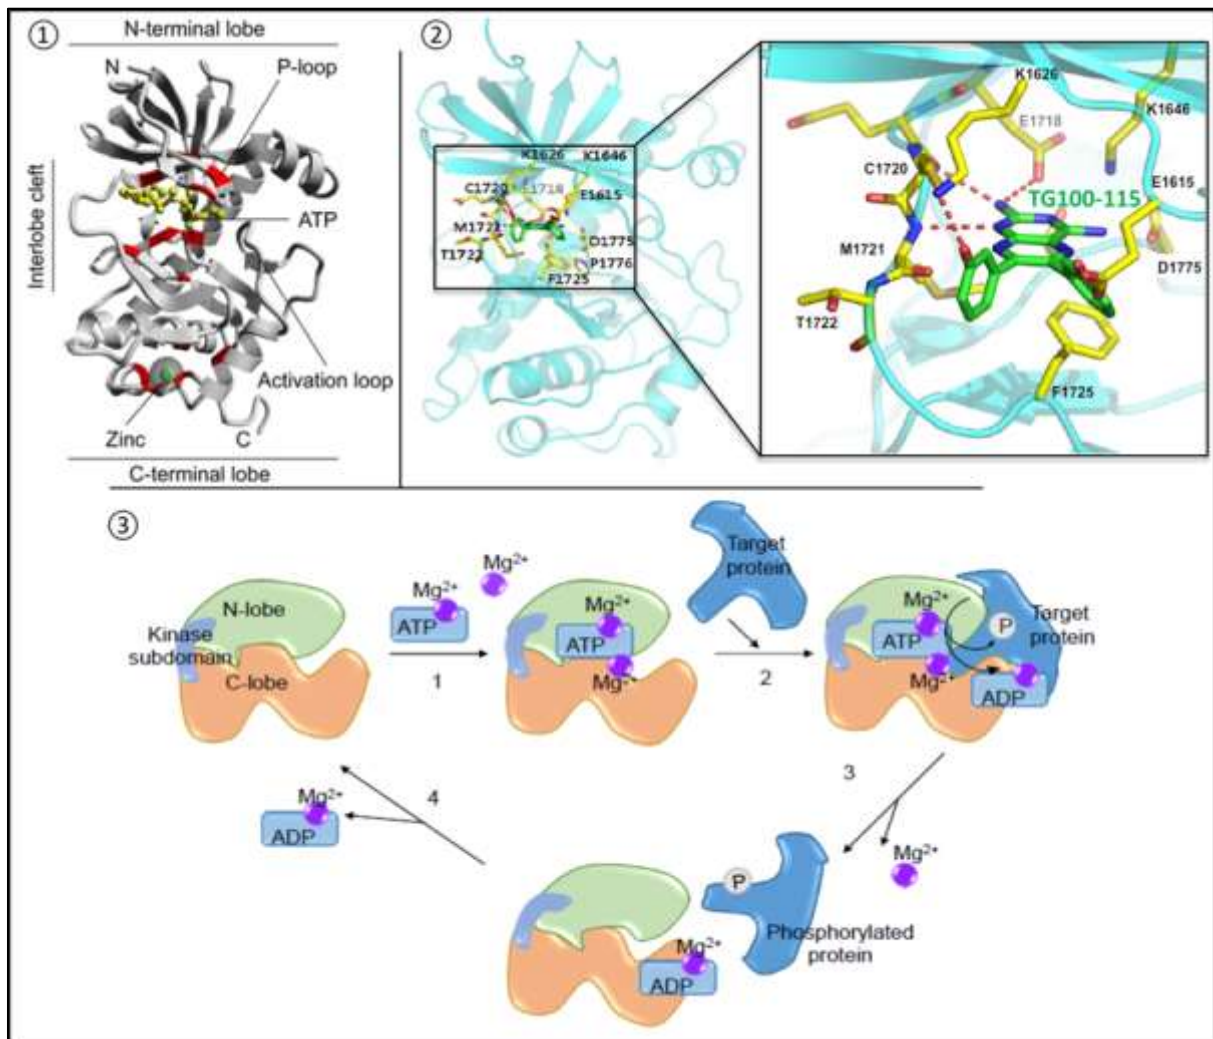 ①
N-terminal lobe
N
P-loop
Interlobe cleft
ATP
Activation loop
Zinc
C
C-terminal lobe
②
K1626
K1646
C1720
E1615
M1721
T1722
D1775
P1776
F1725
K1626
E1718
K1646
C1720
E1615
TG100-115
M1721
D1775
T1722
F1725
③
N-lobe
Kinase
subdomain
C-lobe
Mg²⁺
Mg²⁺
ATP
1
Mg²⁺
ATP
Mg²⁺
Target
protein
2
Mg²⁺
ATP
Mg²⁺
P
Target
protein
ADP
3
Mg²⁺
4
Mg²⁺
ADP
P
Phosphorylated
protein
Mg²⁺
ADP